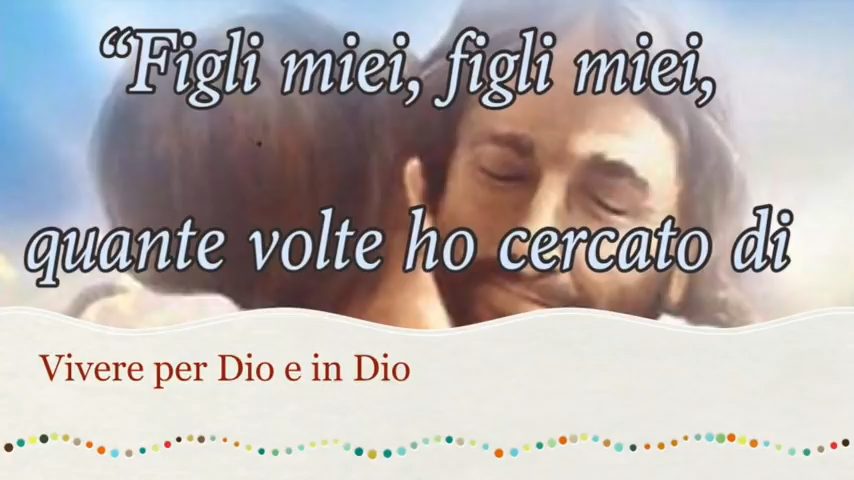 “Figli miei, figli miei,
quante volte ho cercato di
Vivere per Dio e in Dio